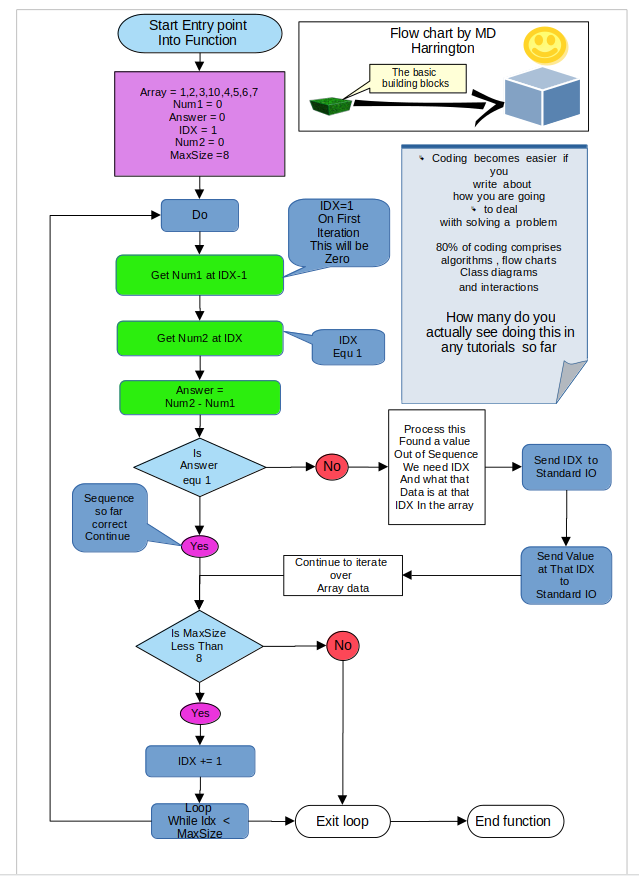 Start Entry point
Into Function
Flow chart by MD
Harrington
The basic
building blocks
Array = 1,2,3,10,4,5,6,7
Num1 = 0
Answer = 0
IDX = 1
Num2 = 0
MaxSize =8
Coding becomes easier if
you
write about
how you are going
to deal
wiith solving a problem
80% of coding comprises
algorithms , flow charts
Class diagrams
and interactions
How many do you
actually see doing this in
any tutorials so far
Do
IDX=1
On First
Iteration
This will be
Zero
Get Num1 at IDX-1
Get Num2 at IDX
IDX
Equ 1
Answer =
Num2 - Num1
Is
Answer
equ 1
No
Process this
Found a value
Out of Sequence
We need IDX
And what that
Data is at that
IDX In the array
Send IDX to
Standard IO
Sequence
so far
correct
Continue
Yes
Continue to iterate
over
Array data
Send Value
at That IDX
to
Standard IO
Is MaxSize
Less Than
8
No
Yes
IDX += 1
Loop
While Idx <
MaxSize
Exit loop
End function